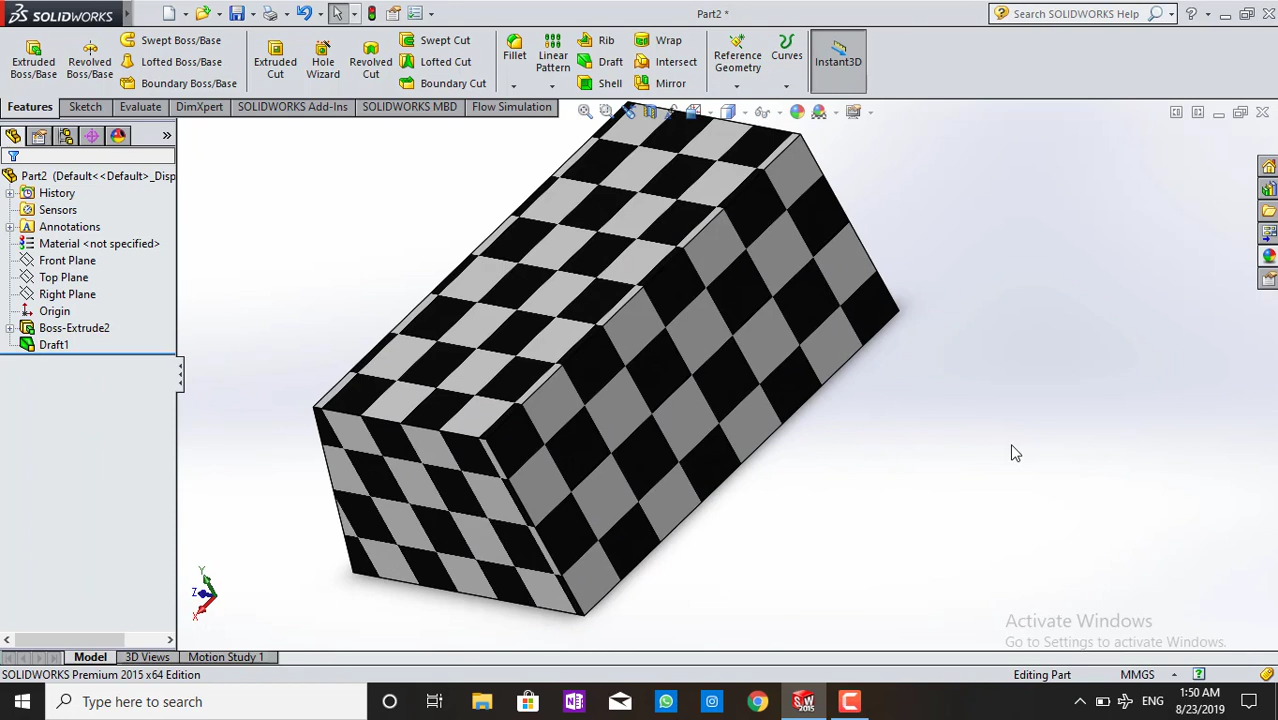 SOLIDWORKS
Part2 *
Search SOLIDWORKS Help
Extruded Boss/Base
Revolved Boss/Base
Swept Boss/Base
Lofted Boss/Base
Boundary Boss/Base
Extruded Cut
Hole Wizard
Revolved Cut
Swept Cut
Lofted Cut
Boundary Cut
Fillet
Linear Pattern
Rib
Draft
Shell
Wrap
Intersect
Mirror
Reference Geometry
Curves
Instant3D
Features Sketch Evaluate DimXpert SOLIDWORKS Add-Ins SOLIDWORKS MBD Flow Simulation
Part2 (Default<<Default>_Disp
History
Sensors
Annotations
Material <not specified>
Front Plane
Top Plane
Right Plane
Origin
Boss-Extrude2
Draft1
Y
Z
X
Activate Windows
Go to Settings to activate Windows.
Model 3D Views Motion Study 1
SOLIDWORKS Premium 2015 x64 Edition Editing Part MMGS
Type here to search
ENG
1:50 AM
8/23/2019